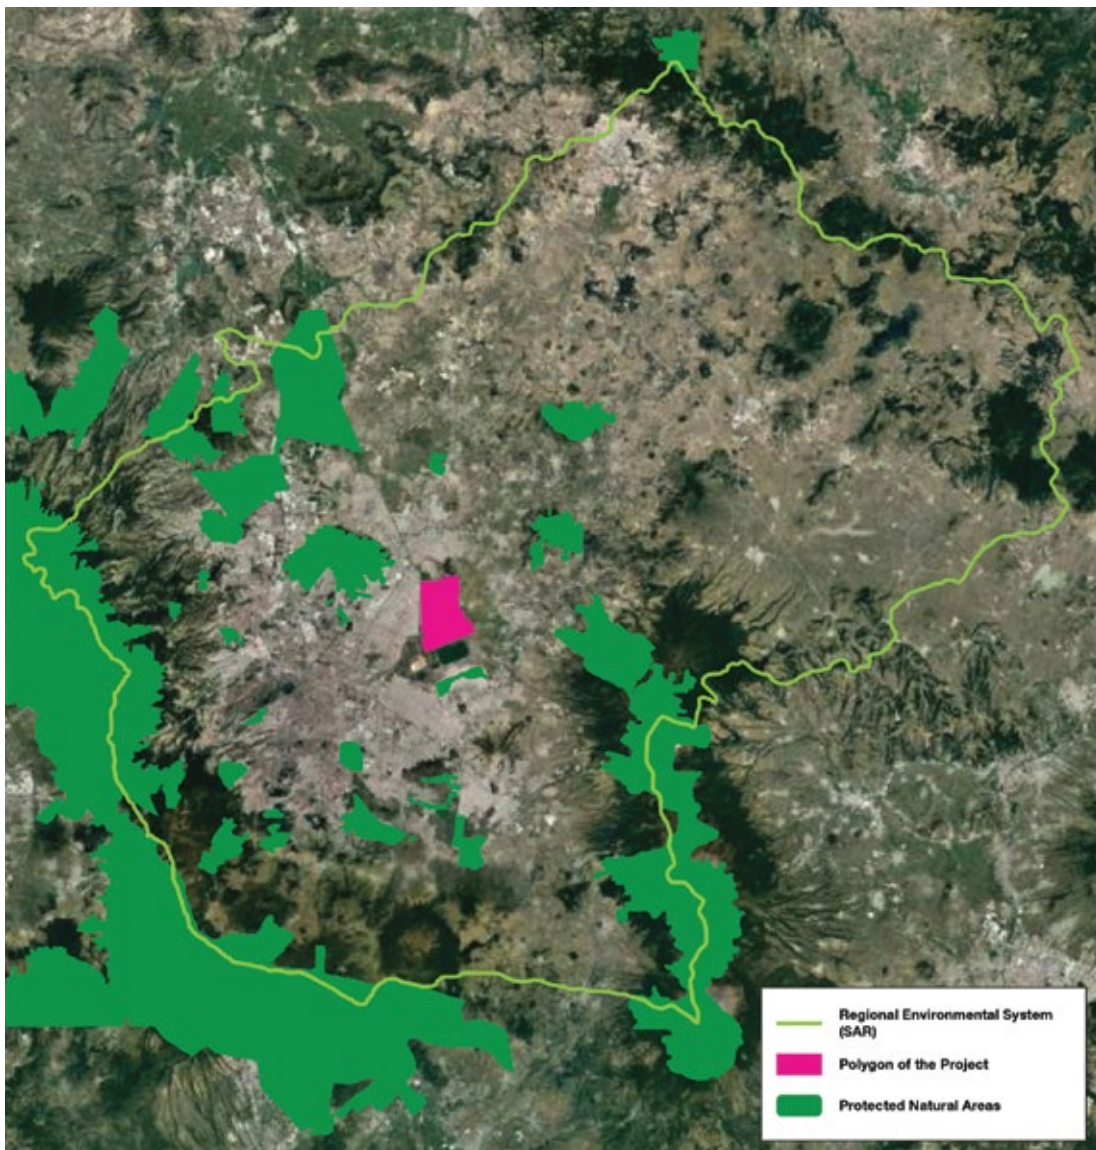 Regional Environmental System
(SAR)
Polygon of the Project
Protected Natural Areas